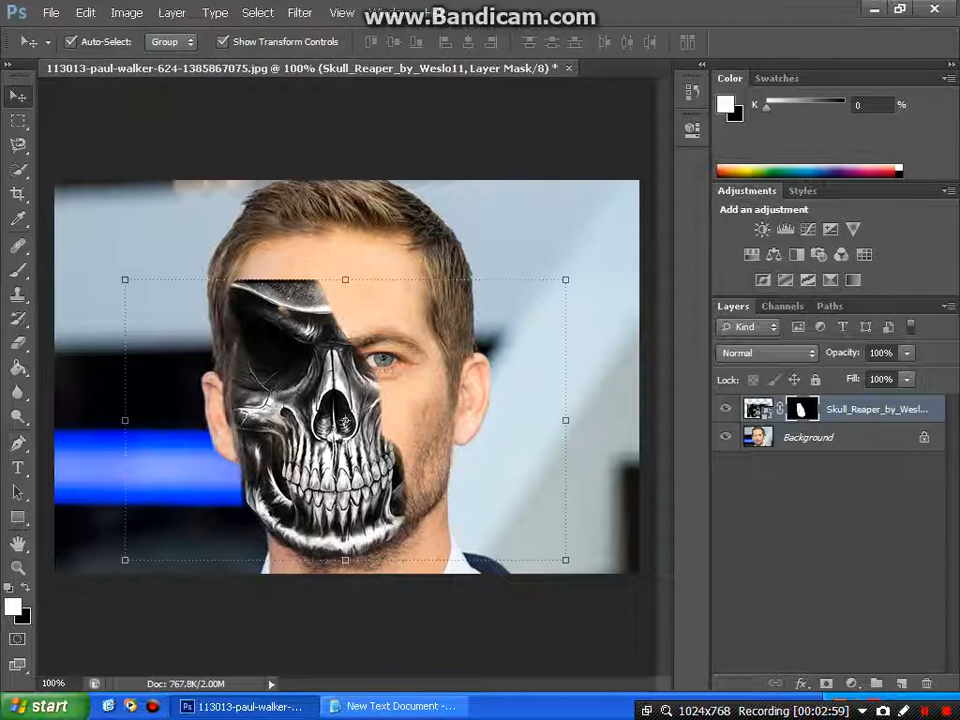 Ps File Edit Image Layer Type Select Filter View
www.Bandicam.com
Auto-Select: Group Show Transform Controls
113013-paul-walker-624-1385867075.jpg @ 100% (Skull_Reaper_by_Weslo11, Layer Mask/8) *
Color Swatches
K 0 %
Adjustments Styles
Add an adjustment
Layers Channels Paths
Kind
Normal Opacity: 100%
Lock: Fill: 100%
Skull_Reaper_by_Wesl...
Background
100% Doc: 767.8K/2.00M
start Ps 113013-paul-walker-... New Text Document -... 1024x768 Recording [00:02:59]